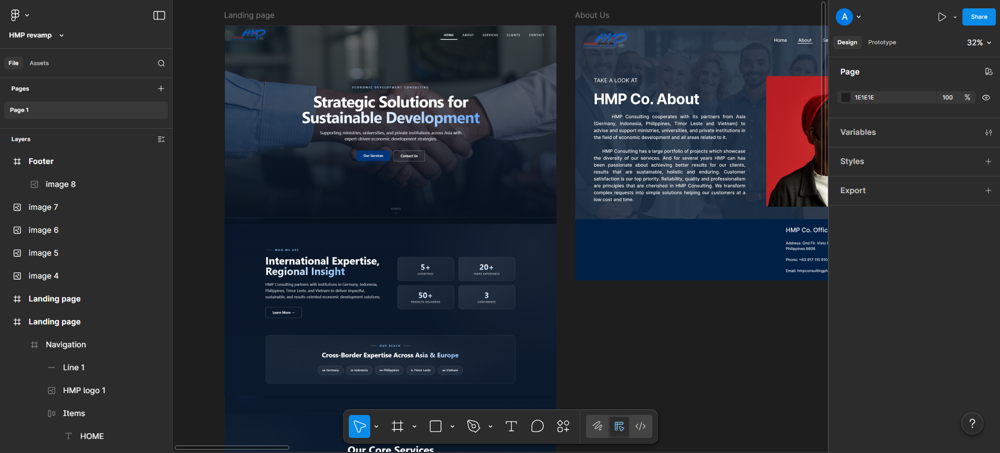 HMP revamp
File
Assets
Pages
Page 1
Layers
Footer
image 8
image 7
image 6
image 5
image 4
Landing page
Landing page
Navigation
Line 1
HMP logo 1
Items
HOME
Landing page
HMP
CO.
HOME
ABOUT
SERVICES
CLIENTS
CONTACT
ECONOMIC DEVELOPMENT CONSULTING
Strategic Solutions for
Sustainable Development
Supporting ministries, universities, and private institutions across Asia with
expert-driven economic development strategies.
Our Services
Contact Us
SCROLL
WHO WE ARE
International Expertise,
Regional Insight
HMP Consulting partners with institutions in Germany, Indonesia,
Philippines, Timor Leste, and Vietnam to deliver impactful,
sustainable, and results-oriented economic development solutions.
Learn More →
5+
COUNTRIES
20+
YEARS EXPERIENCE
50+
PROJECTS DELIVERED
3
CONTINENTS
OUR REACH
Cross-Border Expertise Across Asia & Europe
DE Germany
ID Indonesia
PH Philippines
TL Timor Leste
VN Vietnam
Our Core Services
About Us
HMP
CO.
Home
About
Se
TAKE A LOOK AT
HMP Co. About
HMP Consulting cooperates with its partners from Asia
(Germany, Indonesia, Philippines, Timor Leste and Vietnam) to
advise and support ministries, universities, and private institutions in
the field of economic development and all areas related to it.
HMP Consulting has a large portfolio of projects which showcase
the diversity of our services. And for several years HMP can has
been passionate about achieving better results for our clients,
results that are sustainable, holistic and enduring. Customer
satisfaction is our top priority. Reliability, quality and professionalism
are principles that are cherished in HMP Consulting. We transform
complex requests into simple solutions helping our customers at a
low cost and time.
HMP Co. Offic
Address: Gnd Flr. Visto
Philippines 6606
Phone: +63 917 115 910
Email: hmpconsultingph
A
Share
Design
Prototype
32%
Page
1E1E1E
100
%
Variables
Styles
Export
?